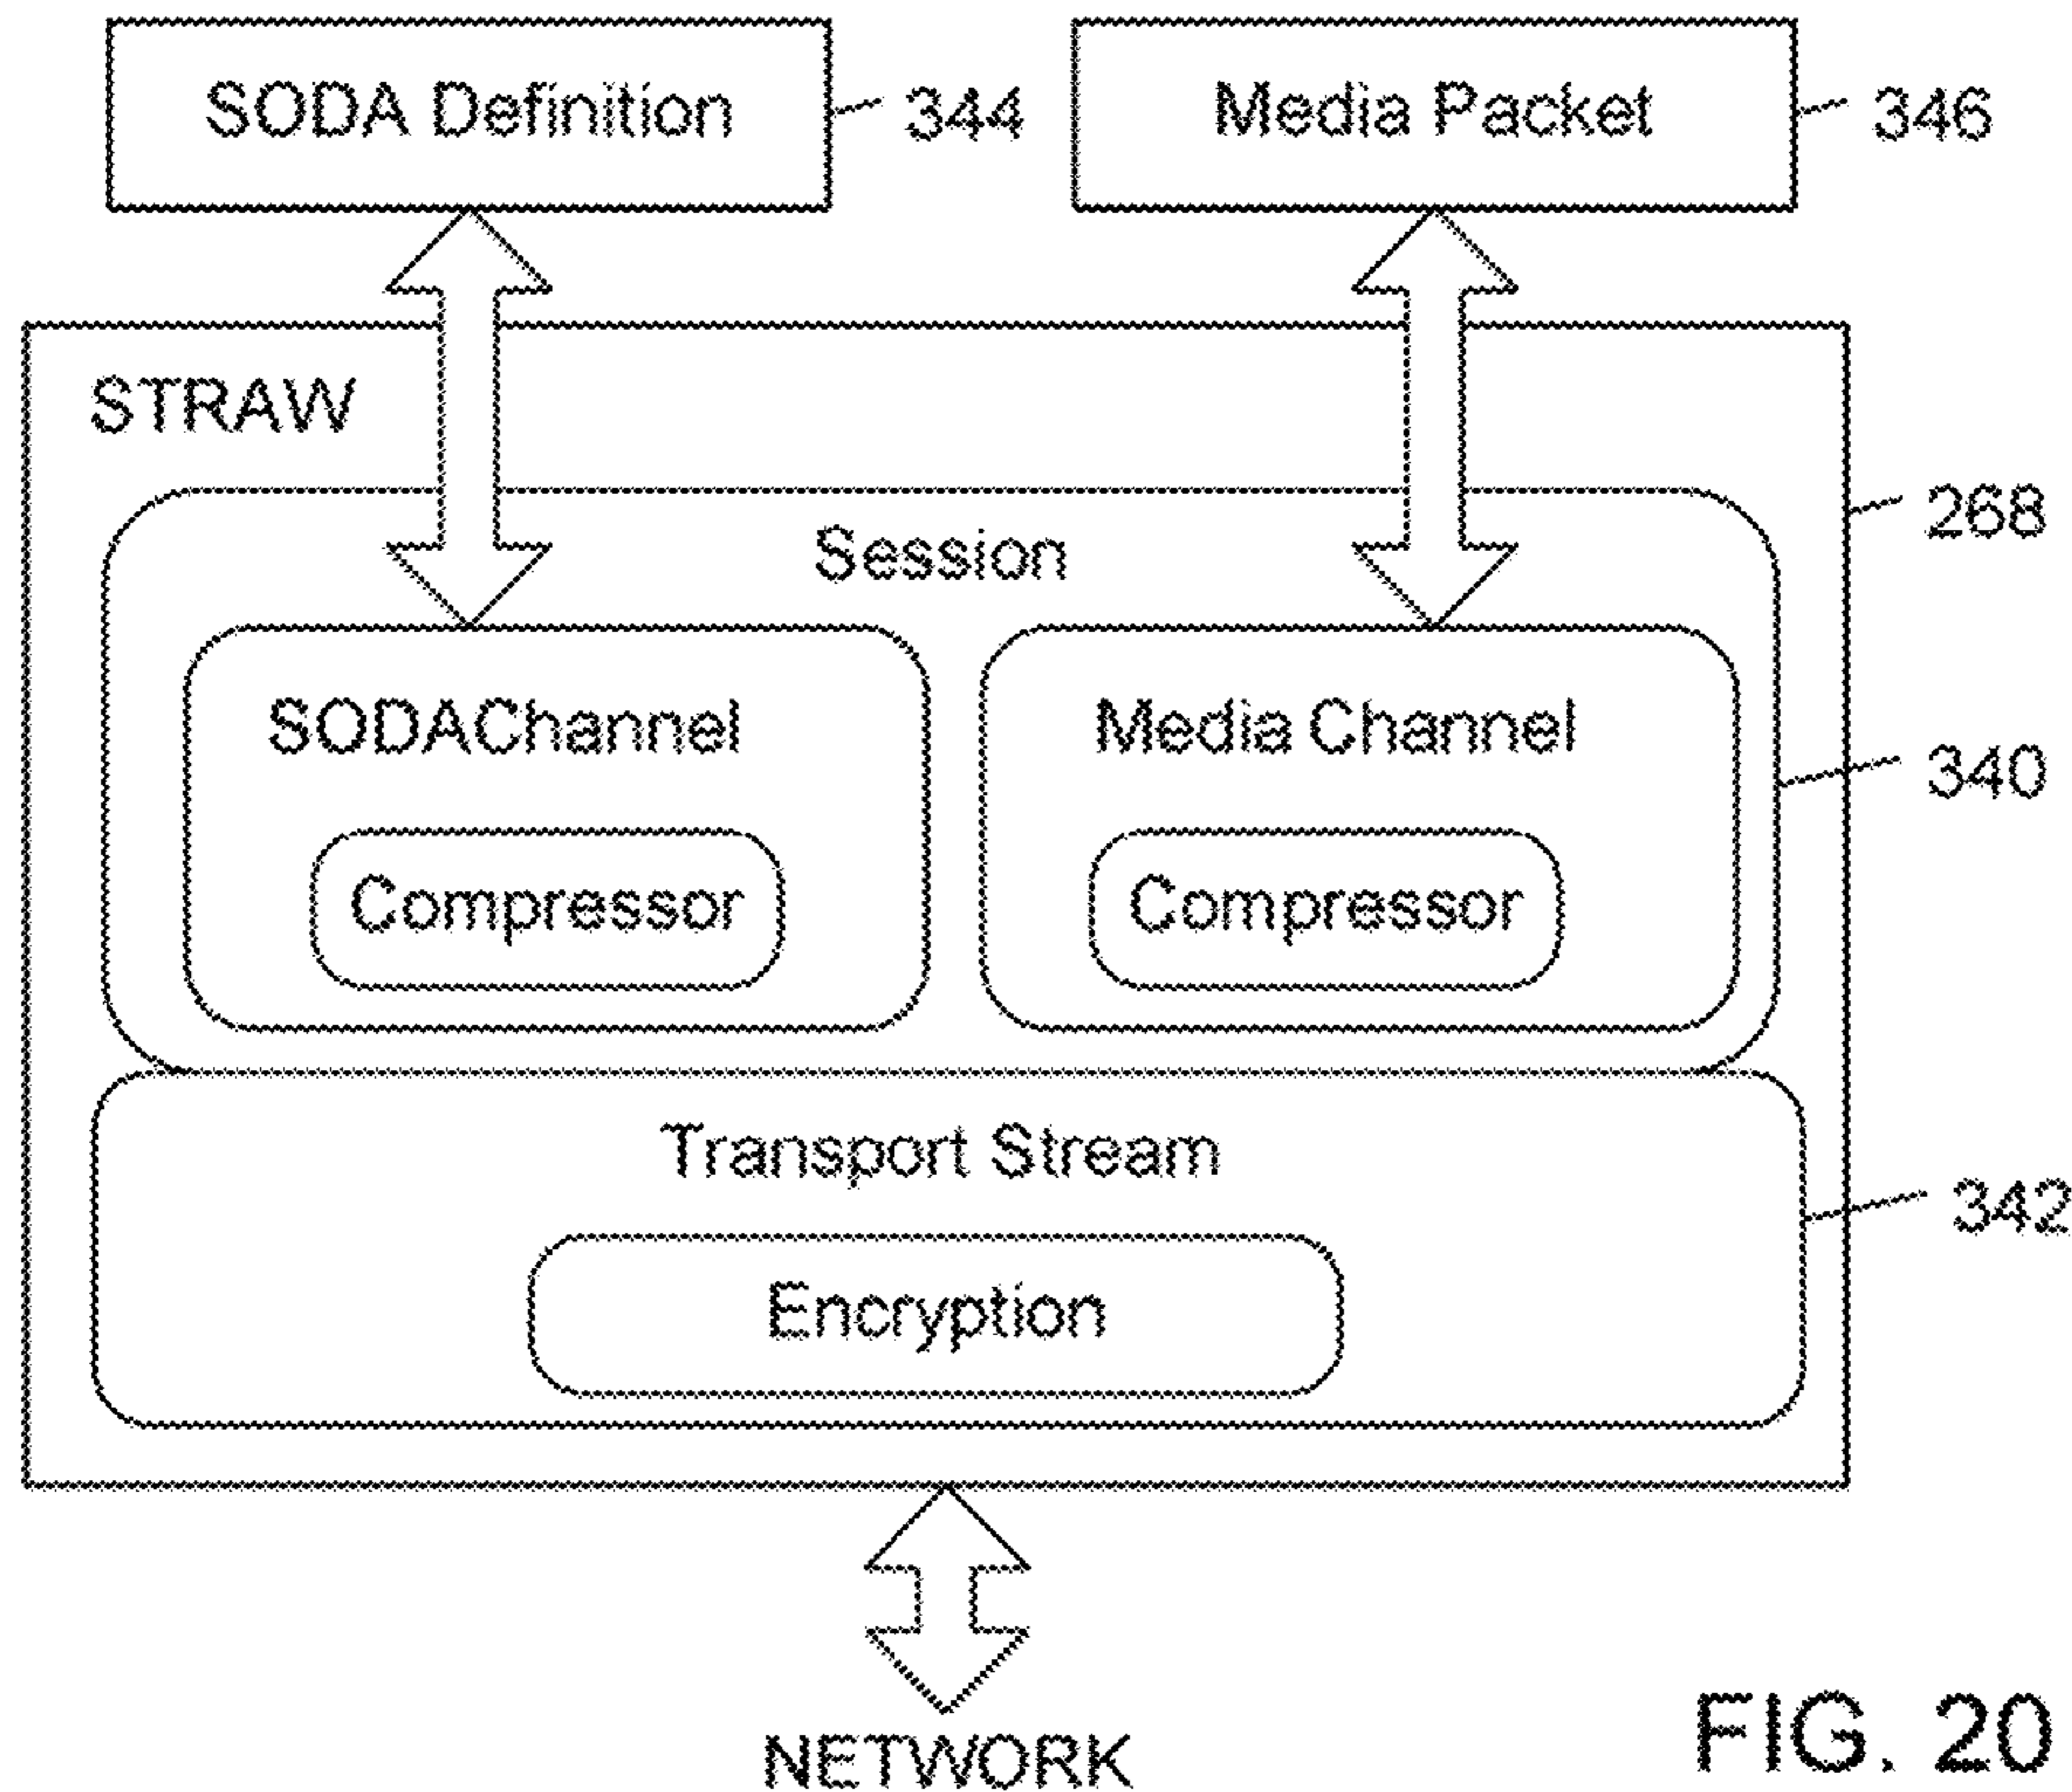 SODA Definition
344
Media Packet
346
STRAW
268
Session
SODAChannel
Media Channel
340
Compressor
Compressor
Transport Stream
342
Encryption
NETWORK
FIG. 20